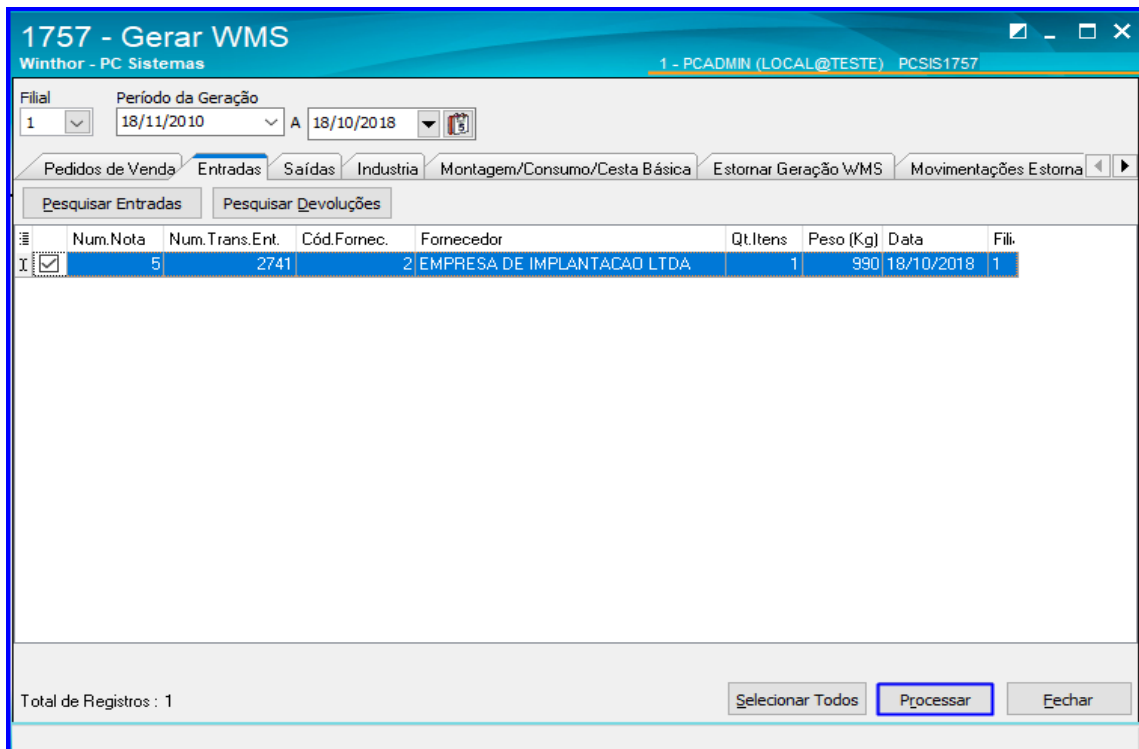 1757 - Gerar WMS
Winthor - PC Sistemas
1 - PCADMIN (LOCAL@TESTE) PCSIS1757
Filial Período da Geração
1 18/11/2010 A 18/10/2018
Pedidos de Venda Entradas Saídas Industria Montagem/Consumo/Cesta Básica Estornar Geração WMS Movimentações Estorna
Pesquisar Entradas Pesquisar Devoluções
Num.Nota Num.Trans.Ent. Cód.Fornec. Fornecedor Qt.Itens Peso (Kg) Data Fili
5 2741 2 EMPRESA DE IMPLANTACAO LTDA 1 990 18/10/2018 1
Total de Registros : 1 Selecionar Todos Processar Fechar